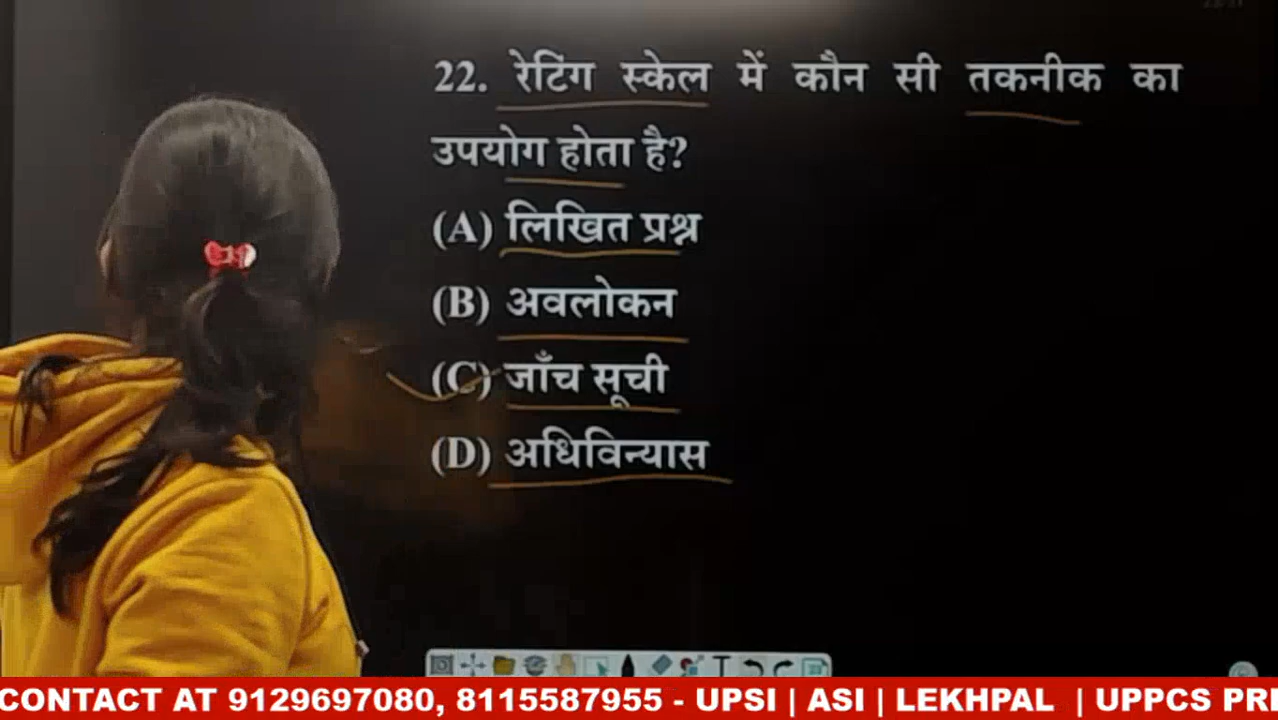 22. रेटिंग स्केल में कौन सी तकनीक का
उपयोग होता है?
(A) लिखित प्रश्न
(B) अवलोकन
(C) जाँच सूची
(D) अधिविन्यास
CONTACT AT 9129697080, 8115587955 - UPSI | ASI | LEKHPAL | UPPCS PRE